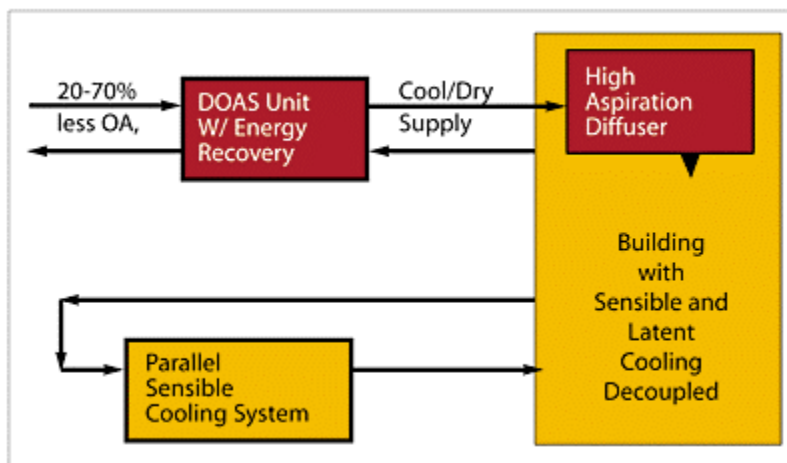 20-70%
less OA,
DOAS Unit
W/ Energy
Recovery
Cool/Dry
Supply
High
Aspiration
Diffuser
Building
with
Sensible and
Latent
Cooling
Decoupled
Parallel
Sensible
Cooling System